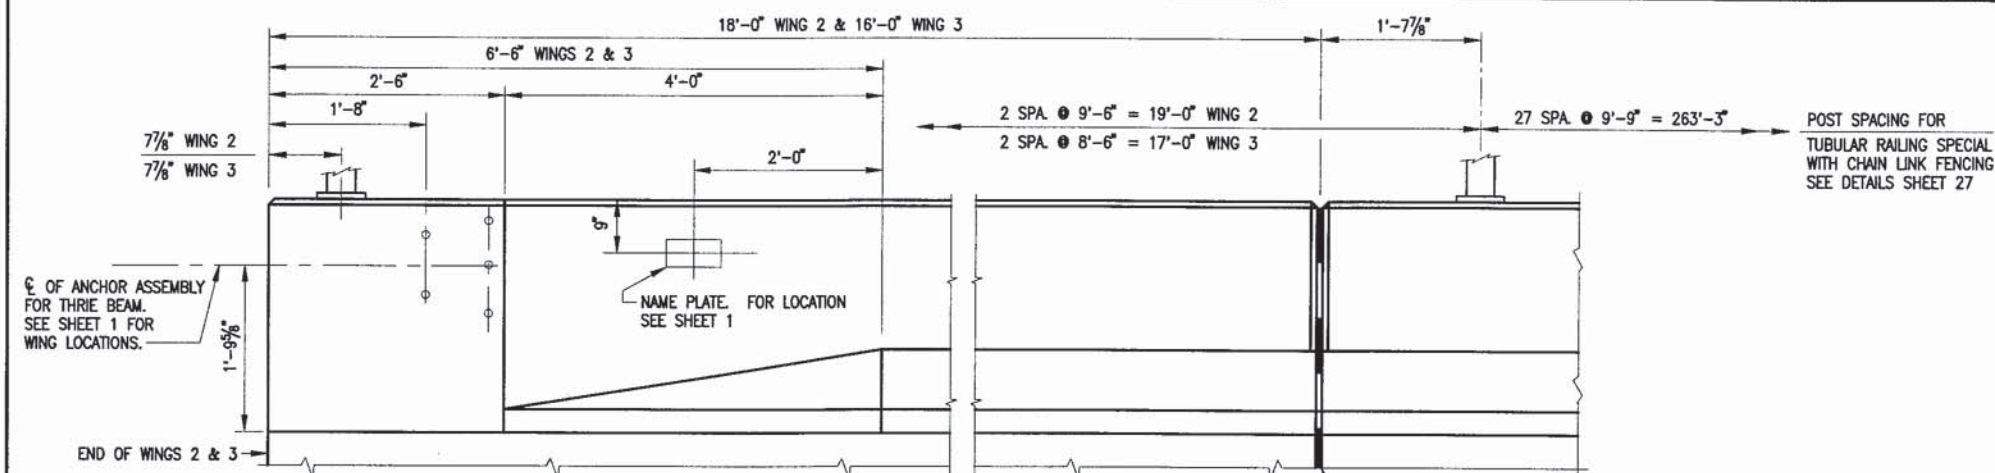 18'-0" WING 2 & 16'-0" WING 3
1'-7⅞"
6'-6" WINGS 2 & 3
2'-6"
4'-0"
1'-8"
2 SPA. @ 9'-6" = 19'-0" WING 2
2 SPA. @ 8'-6" = 17'-0" WING 3
27 SPA. @ 9'-9" = 263'-3"
POST SPACING FOR
TUBULAR RAILING SPECIAL
WITH CHAIN LINK FENCING
SEE DETAILS SHEET 27
7⅞" WING 2
7⅞" WING 3
2'-0"
9"
℄ OF ANCHOR ASSEMBLY
FOR THRIE BEAM.
SEE SHEET 1 FOR
WING LOCATIONS.
1'-9⅝"
NAME PLATE. FOR LOCATION
SEE SHEET 1
END OF WINGS 2 & 3